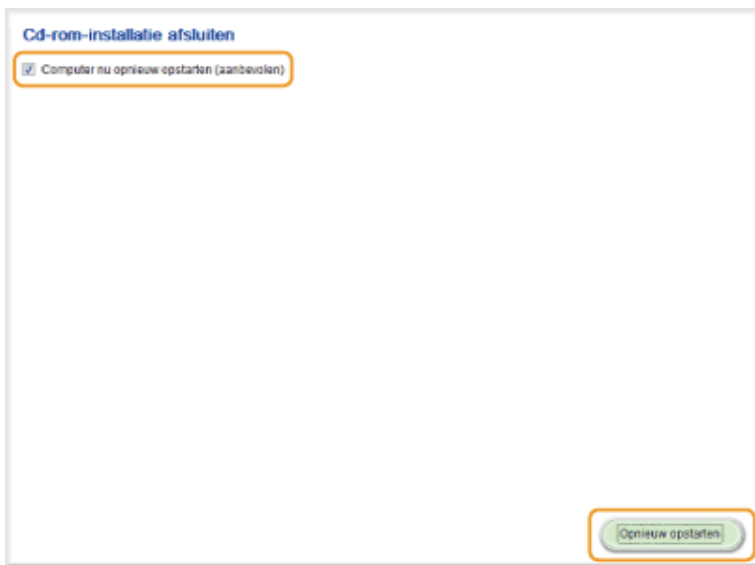 Cd-rom-installatie afsluiten
Computer nu opnieuw opstarten (aanbevolen)
Opnieuw opstarten